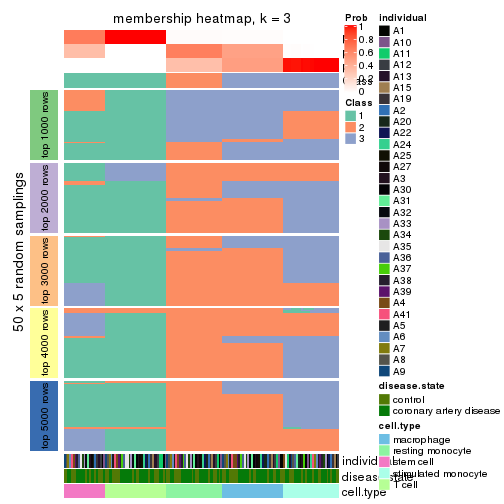 membership heatmap, k = 3
50 x 5 random samplings
top 1000 rows
top 2000 rows
top 3000 rows
top 4000 rows
top 5000 rows
individual
disease.state
cell.type
Prob
1
0.8
0.6
0.4
0.2
0
Class
1
2
3
individual
A1
A10
A11
A12
A13
A15
A19
A2
A20
A22
A24
A25
A27
A3
A30
A31
A32
A33
A34
A35
A36
A37
A38
A39
A4
A41
A5
A6
A7
A8
A9
disease.state
control
coronary artery disease
cell.type
macrophage
resting monocyte
stem cell
stimulated monocyte
T cell